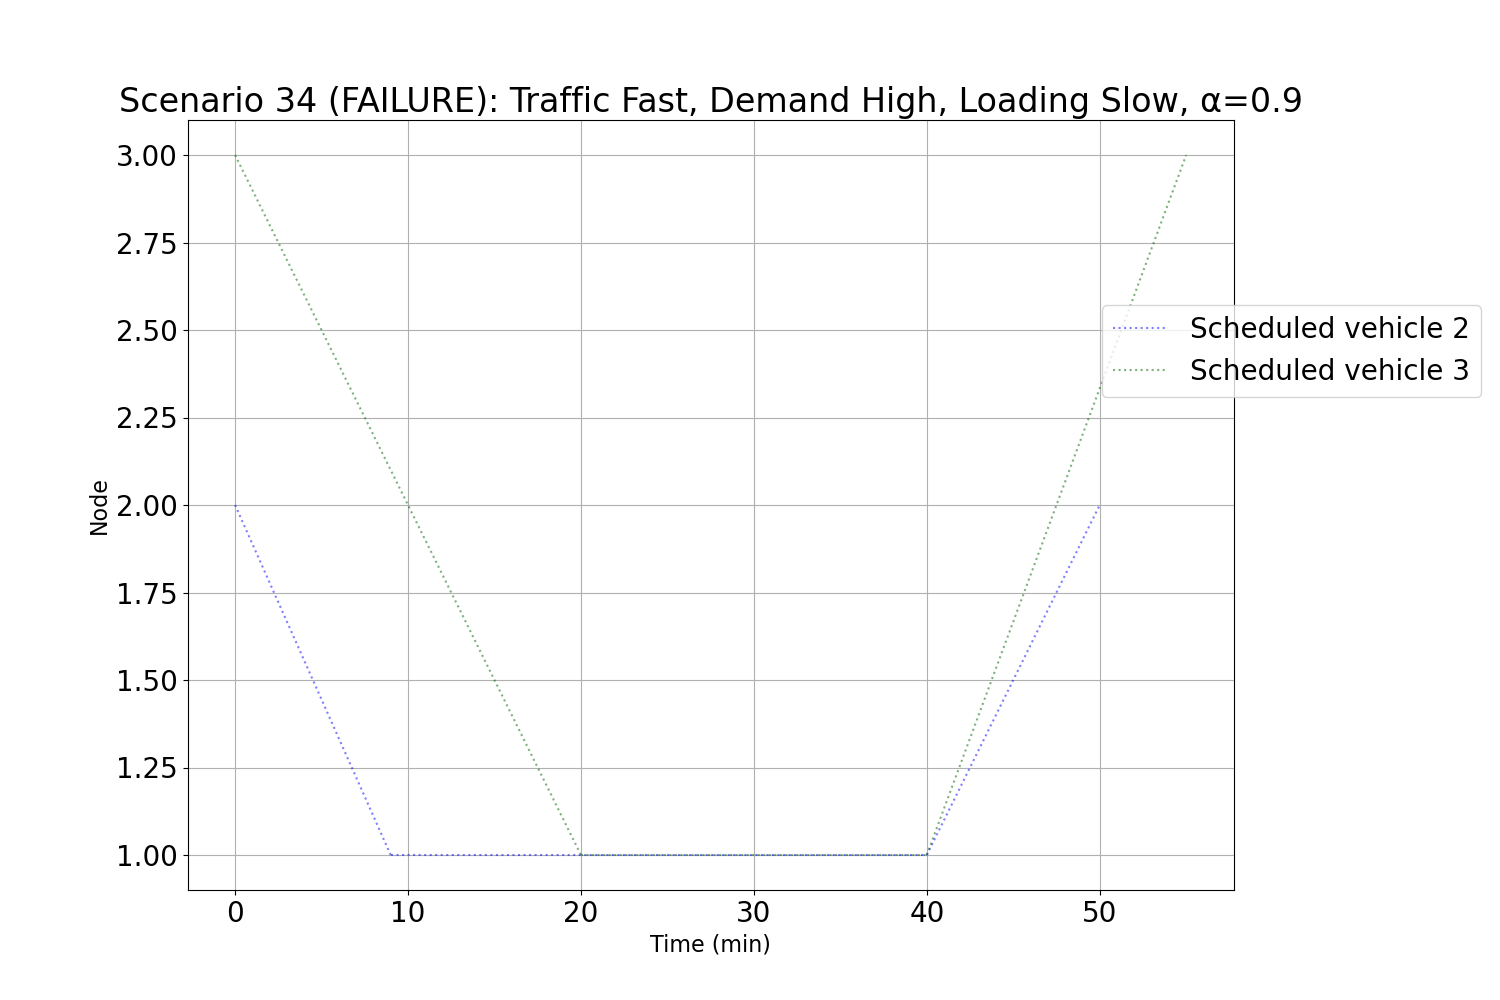 Scenario 34 (FAILURE): Traffic Fast, Demand High, Loading Slow, α=0.9
3.00
2.75
2.50
2.25
2.00
1.75
1.50
1.25
1.00
Node
0 10 20 30 40 50
Time (min)
Scheduled vehicle 2
Scheduled vehicle 3